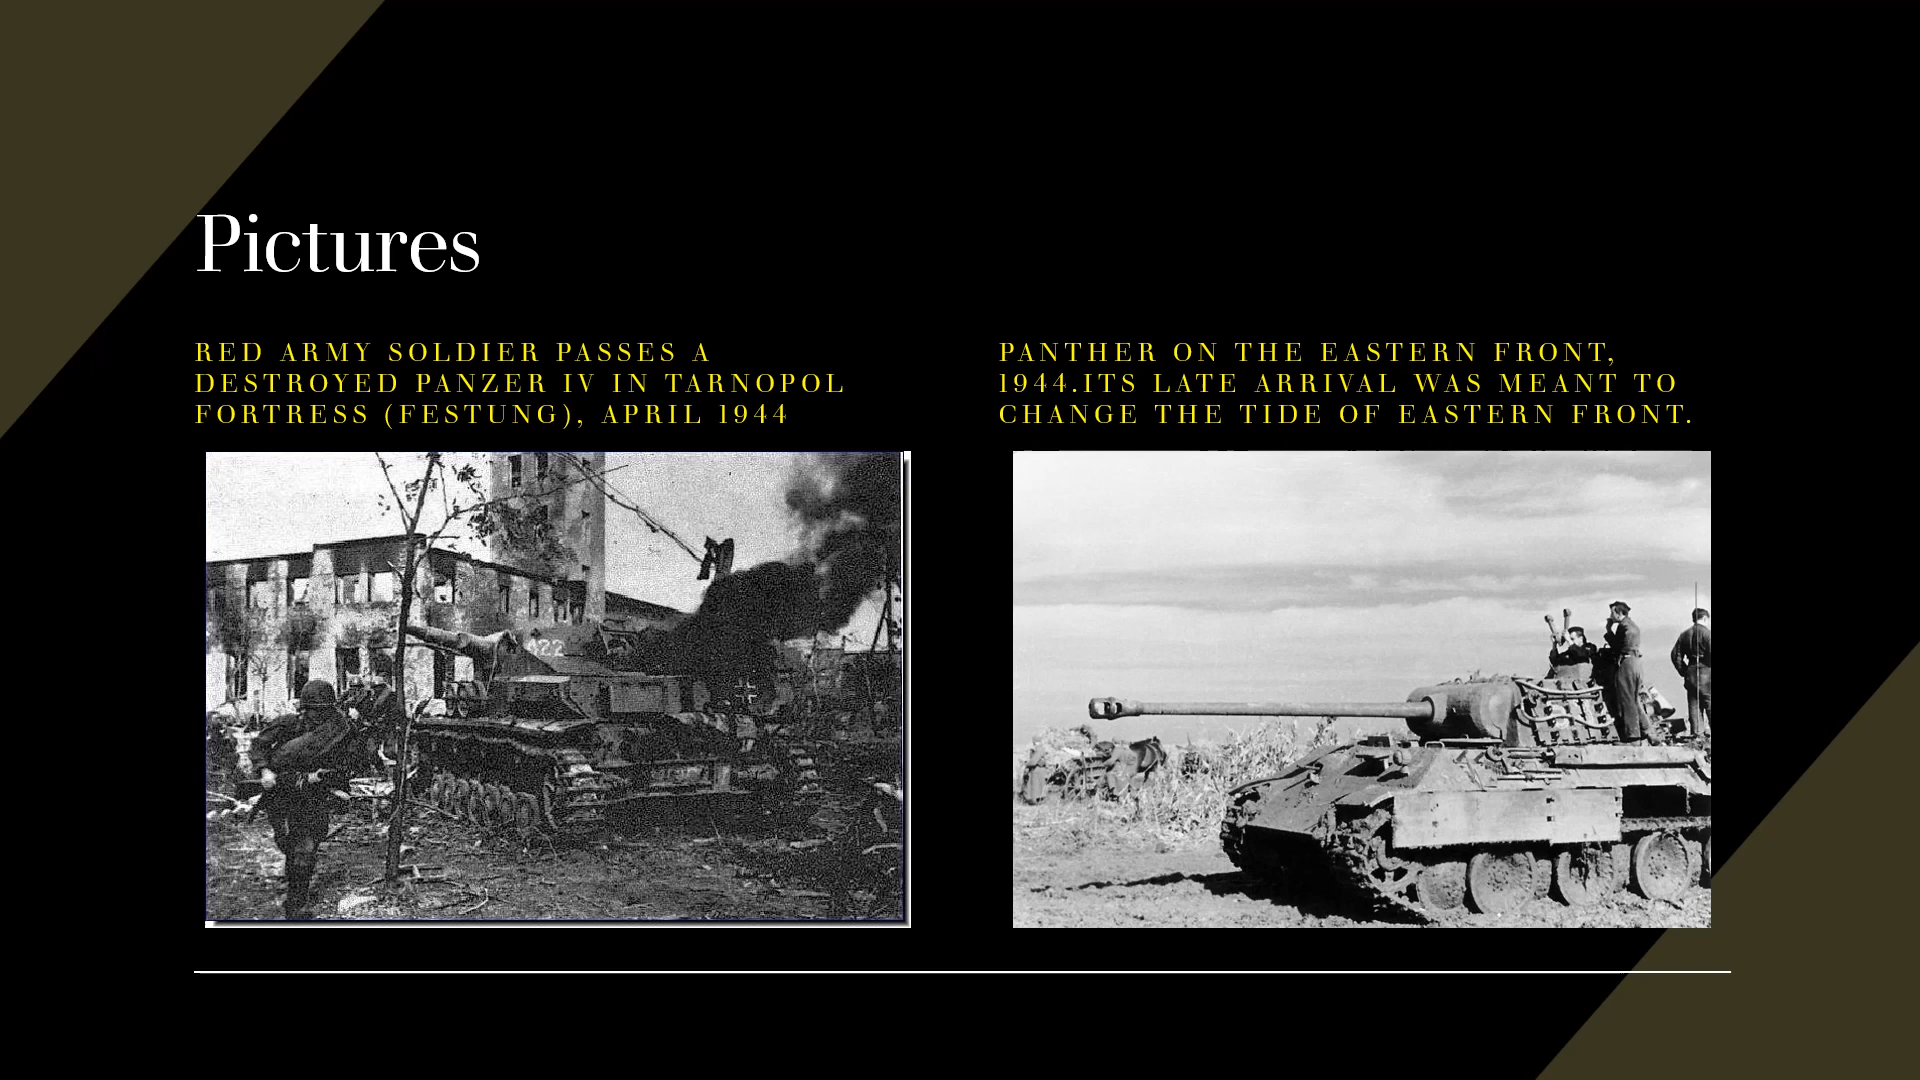 Pictures
RED ARMY SOLDIER PASSES A
DESTROYED PANZER IV IN TARNOPOL
FORTRESS (FESTUNG), APRIL 1944
PANTHER ON THE EASTERN FRONT,
1944.ITS LATE ARRIVAL WAS MEANT TO
CHANGE THE TIDE OF EASTERN FRONT.
422